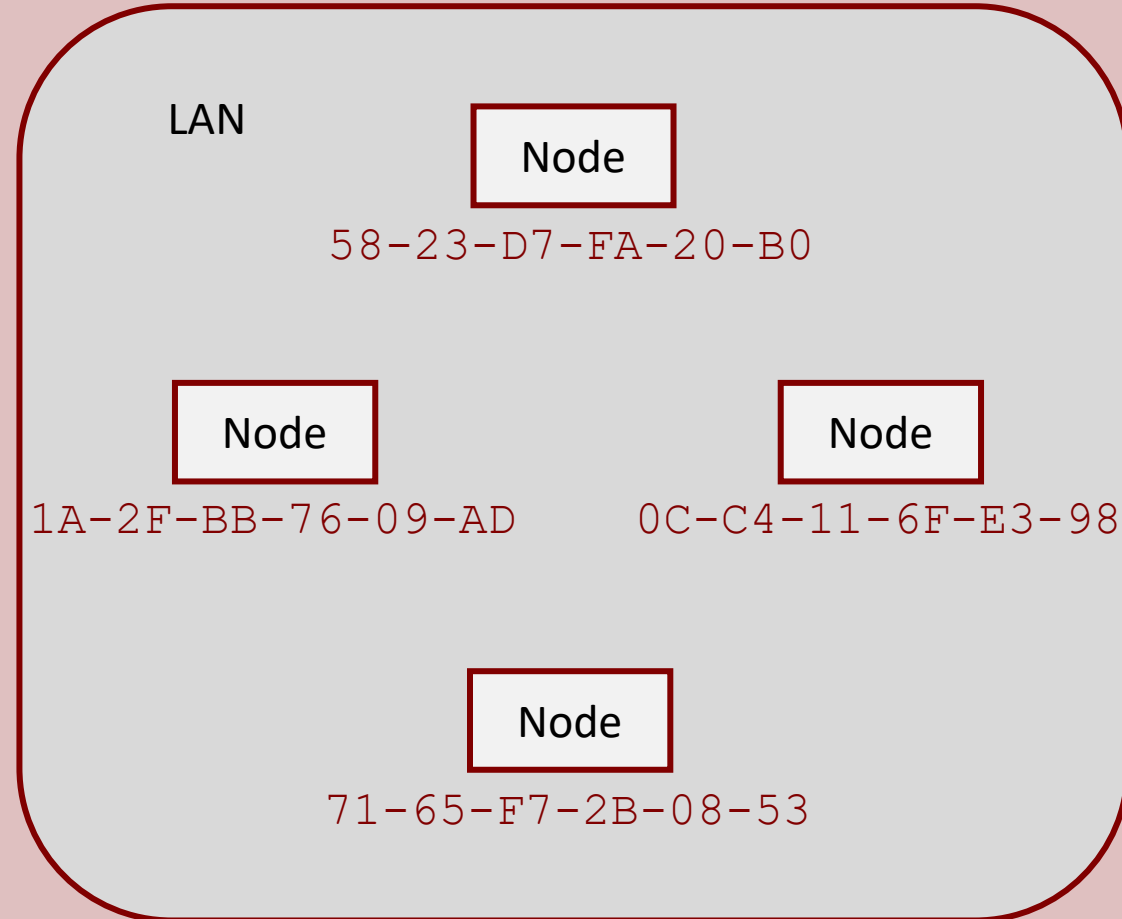 LAN
Node
58-23-D7-FA-20-B0
Node
1A-2F-BB-76-09-AD
Node
0C-C4-11-6F-E3-98
Node
71-65-F7-2B-08-53